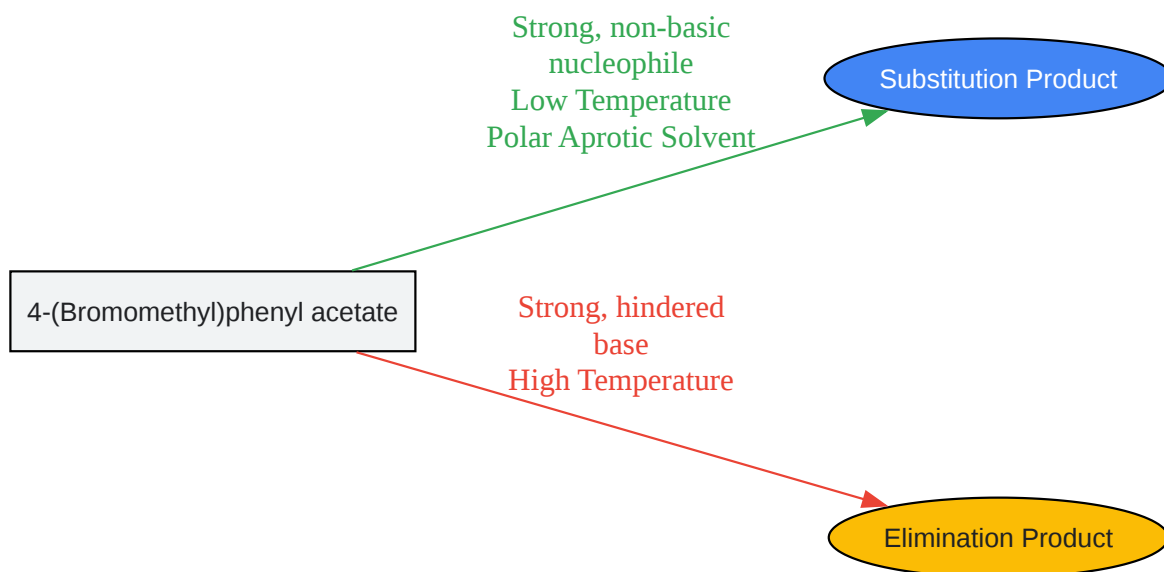 Strong, non-basic
nucleophile
Low Temperature
Polar Aprotic Solvent
Substitution Product
4-(Bromomethyl)phenyl acetate
Strong, hindered
base
High Temperature
Elimination Product